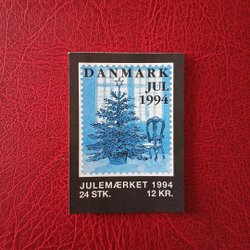 DANMARK
JUL
1994
JULEMÆRKET 1994
24 STK. 12 KR.